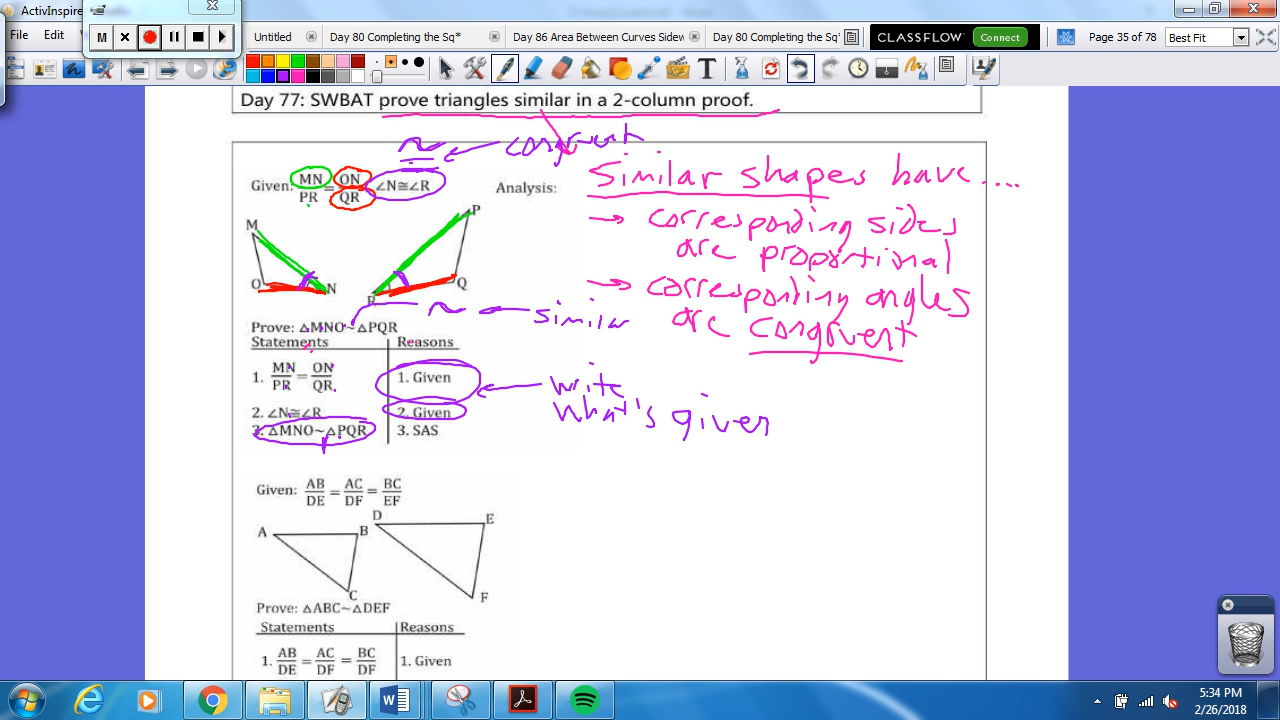 ActivInspire
File Edit
Untitled
Day 80 Completing the Sq*
Day 86 Area Between Curves Sidew
Day 80 Completing the Sq
CLASSFLOW Connect
Page 35 of 78
Best Fit
Day 77: SWBAT prove triangles similar in a 2-column proof.
≅ ← congruent
Given: MN/PR = ON/QR ∠N≅∠R
Analysis:
Similar shapes have....
→ corresponding sides
are proportional
→ corresponding angles
are congruent
M
O
N
P
R
Q
~ ← similar
Prove: △MNO~△PQR
Statements Reasons
1. MN/PR = ON/QR 1. Given
2. ∠N≅∠R 2. Given
3. △MNO~△PQR 3. SAS
← write
what's given
Given: AB/DE = AC/DF = BC/EF
A
B
C
D
E
F
Prove: △ABC~△DEF
Statements Reasons
1. AB/DE = AC/DF = BC/DF 1. Given
5:34 PM
2/26/2018